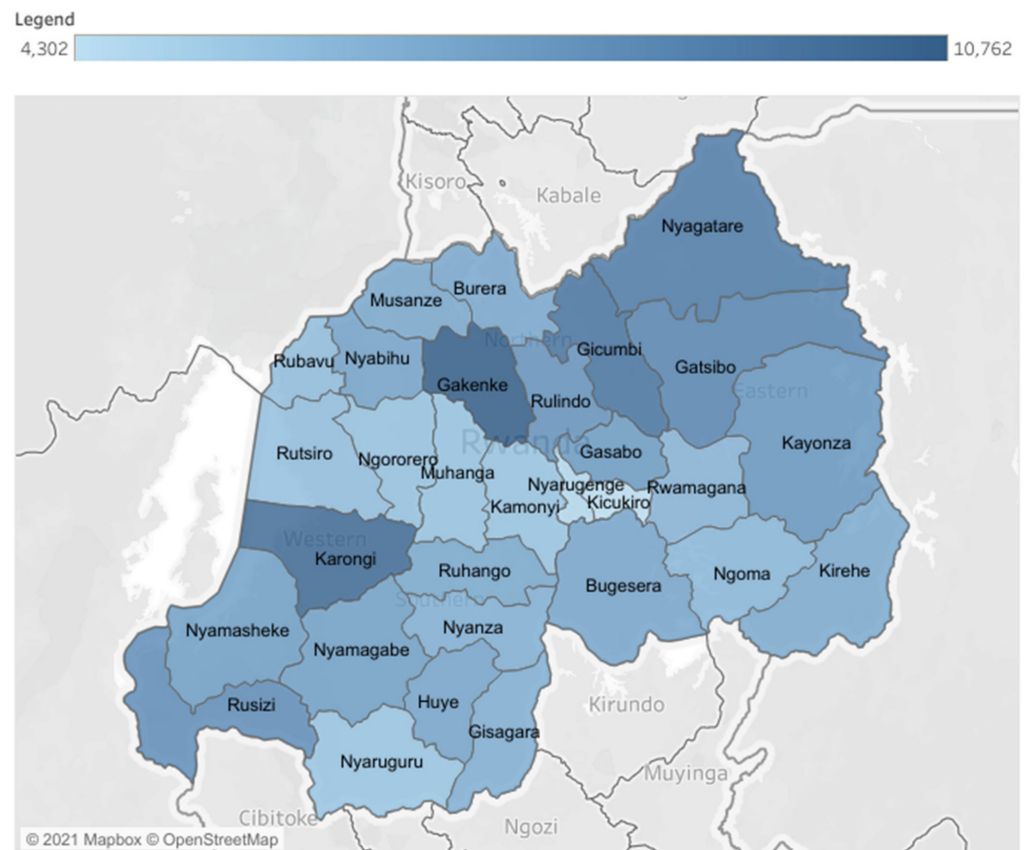 Legend
4,302
10,762
Kisoro
Kabale
Nyagatare
Burera
Musanze
Northern
Gicumbi
Rubavu
Nyabihu
Gatsibo
Gakenke
Eastern
Rulindo
Rwanda
Kayonza
Gasabo
Rutsiro
Ngororero
Muhanga
Nyarugenge
Rwamagana
Kicukiro
Kamonyi
Western
Karongi
Ruhango
Ngoma
Kirehe
Bugesera
Southern
Nyamasheke
Nyanza
Nyamagabe
Rusizi
Huye
Kirundo
Gisagara
Nyaruguru
Muyinga
Cibitoke
Ngozi
© 2021 Mapbox © OpenStreetMap